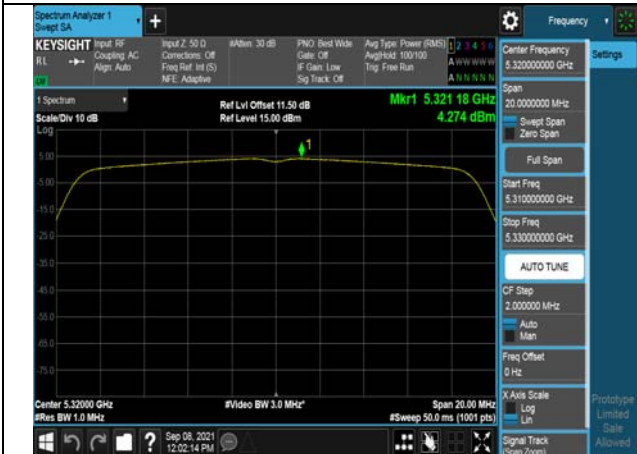 Spectrum Analyzer 1
Swept SA
+
Frequency
KEYSIGHT Input: RF
RL
Coupling: AC
Align: Auto
Input Z: 50 Ω
Corrections: Off
Freq Ref: Int (S)
NFE: Adaptive
#Atten: 30 dB
PNO: Best Wide
Gate: Off
IF Gain: Low
Sig Track: Off
Avg Type: Power (RMS)
Avg|Hold: 100/100
Trig: Free Run
1 2 3 4 5 6
A W W W W W
A N N N N N
1 Spectrum
Scale/Div 10 dB
Log
Ref Lvl Offset 11.50 dB
Ref Level 15.00 dBm
Mkr1 5.321 18 GHz
4.274 dBm
1
5.00
-5.00
-15.0
-25.0
-35.0
-45.0
-55.0
-65.0
-75.0
Center 5.32000 GHz
#Res BW 1.0 MHz
#Video BW 3.0 MHz*
Span 20.00 MHz
#Sweep 50.0 ms (1001 pts)
Sep 08, 2021
12:02:14 PM
?
Center Frequency
5.320000000 GHz
Settings
Span
20.0000000 MHz
Swept Span
Zero Span
Full Span
Start Freq
5.310000000 GHz
Stop Freq
5.330000000 GHz
AUTO TUNE
CF Step
2.000000 MHz
Auto
Man
Freq Offset
0 Hz
X Axis Scale
Log
Lin
Signal Track
(Span Zoom)
Prototype
Limited
Sale
Allowed